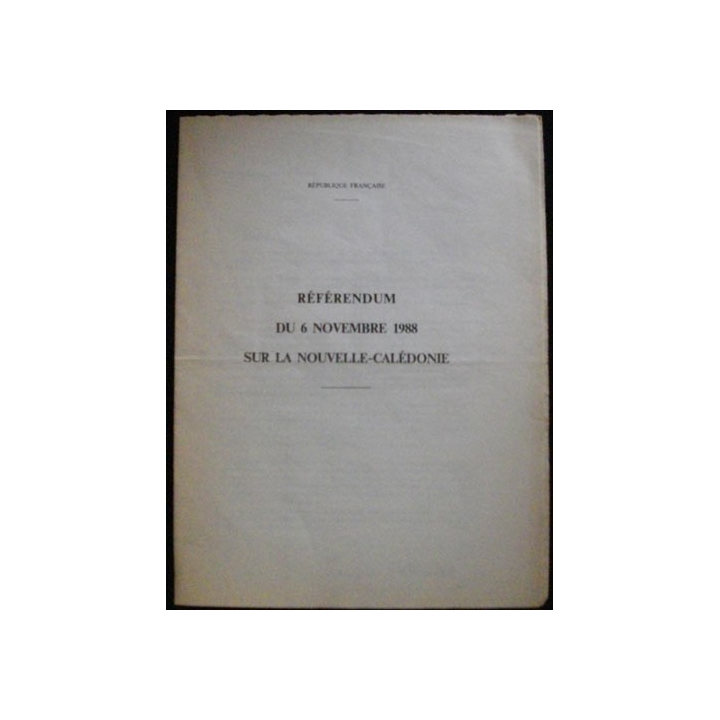 RÉPUBLIQUE FRANÇAISE
RÉFÉRENDUM
DU 6 NOVEMBRE 1988
SUR LA NOUVELLE-CALÉDONIE